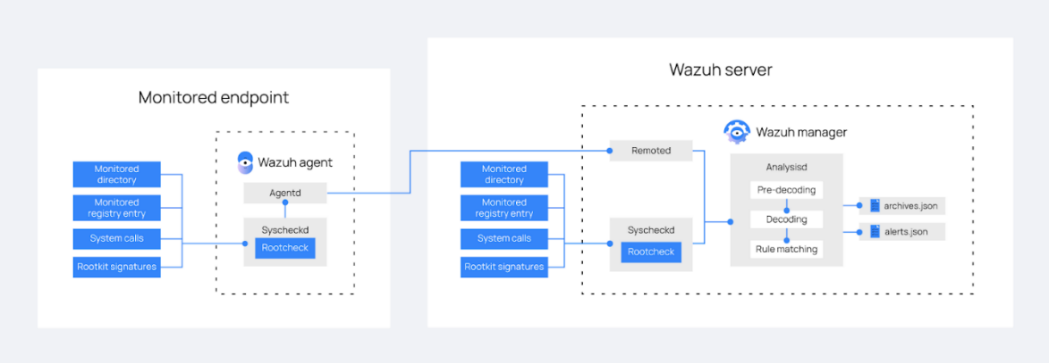 Monitored endpoint
Wazuh agent
Monitored
directory
Monitored
registry entry
System calls
Rootkit signatures
Agentd
Syscheckd
Rootcheck
Wazuh server
Wazuh manager
Monitored
directory
Monitored
registry entry
System calls
Rootkit signatures
Remoted
Syscheckd
Rootcheck
Analysisd
Pre-decoding
Decoding
Rule matching
archives.json
alerts.json